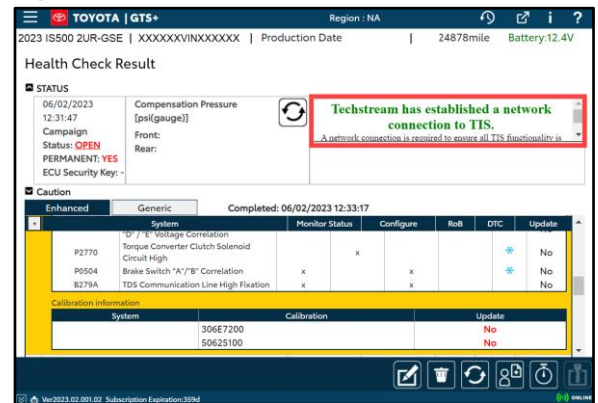 TOYOTA | GTS+ Region : NA i ?
2023 IS500 2UR-GSE | XXXXXXVINXXXXXX | Production Date | 24878mile Battery:12.4V
Health Check Result
STATUS
06/02/2023
12:31:47
Campaign
Status: OPEN
PERMANENT: YES
ECU Security Key: -
Compensation Pressure
[psi(gauge)]
Front:
Rear:
Techstream has established a network
connection to TIS.
A network connection is required to ensure all TIS functionality is
Caution
Enhanced Generic Completed: 06/02/2023 12:33:17
+ System Monitor Status Configure RoB DTC Update
"D" / "E" Voltage Correlation No
P2770 Torque Converter Clutch Solenoid
Circuit High x * No
P0504 Brake Switch "A"/"B" Correlation x x * No
B279A TDS Communication Line High Fixation x x No
Calibration information
System Calibration Update
306E7200 No
50625100 No
Ver2023.02.001.02 Subscription Expiration:359d ONLINE